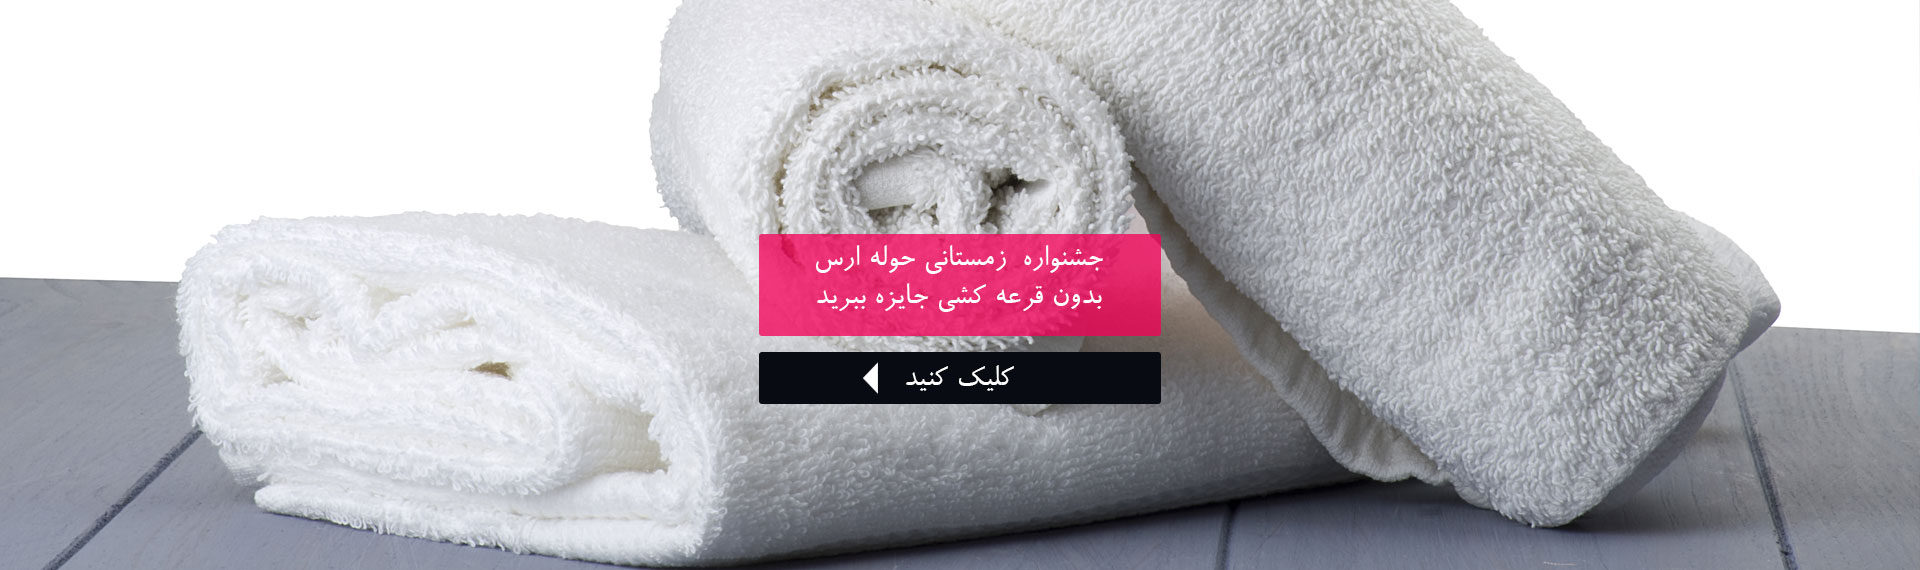 جشنواره زمستانی حوله ارس
بدون قرعه کشی جایزه ببرید
کلیک کنید